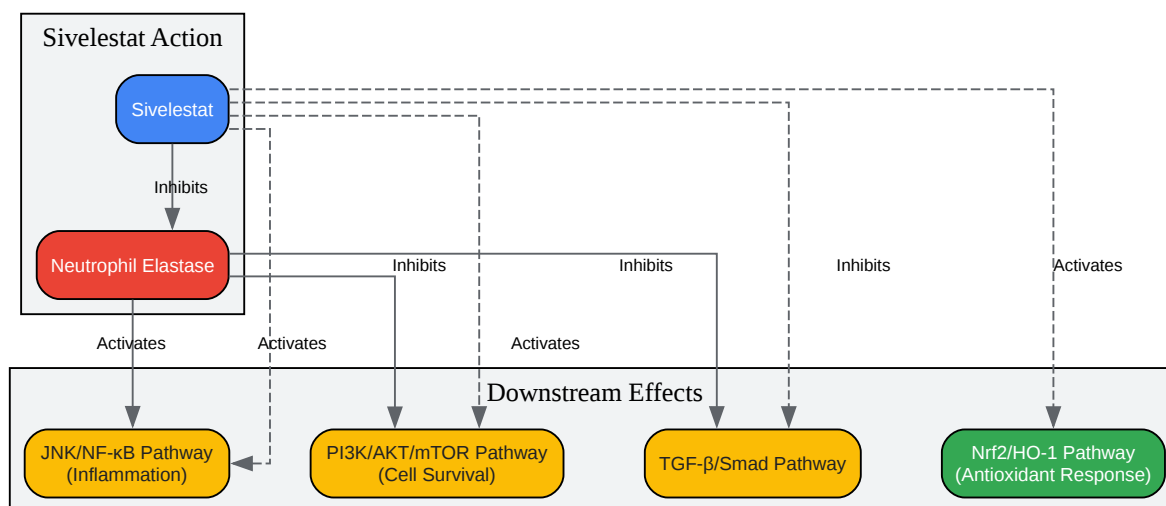 Sivelestat Action
Sivelestat
Inhibits
Neutrophil Elastase
Inhibits
Inhibits
Inhibits
Activates
Activates
Activates
Activates
Downstream Effects
JNK/NF-κB Pathway
(Inflammation)
PI3K/AKT/mTOR Pathway
(Cell Survival)
TGF-β/Smad Pathway
Nrf2/HO-1 Pathway
(Antioxidant Response)